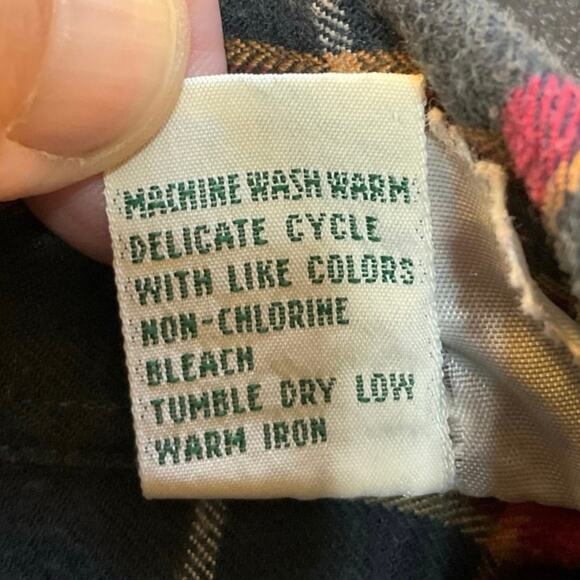 MACHINE WASH WARM
DELICATE CYCLE
WITH LIKE COLORS
NON-CHLORINE
BLEACH
TUMBLE DRY LOW
WARM IRON